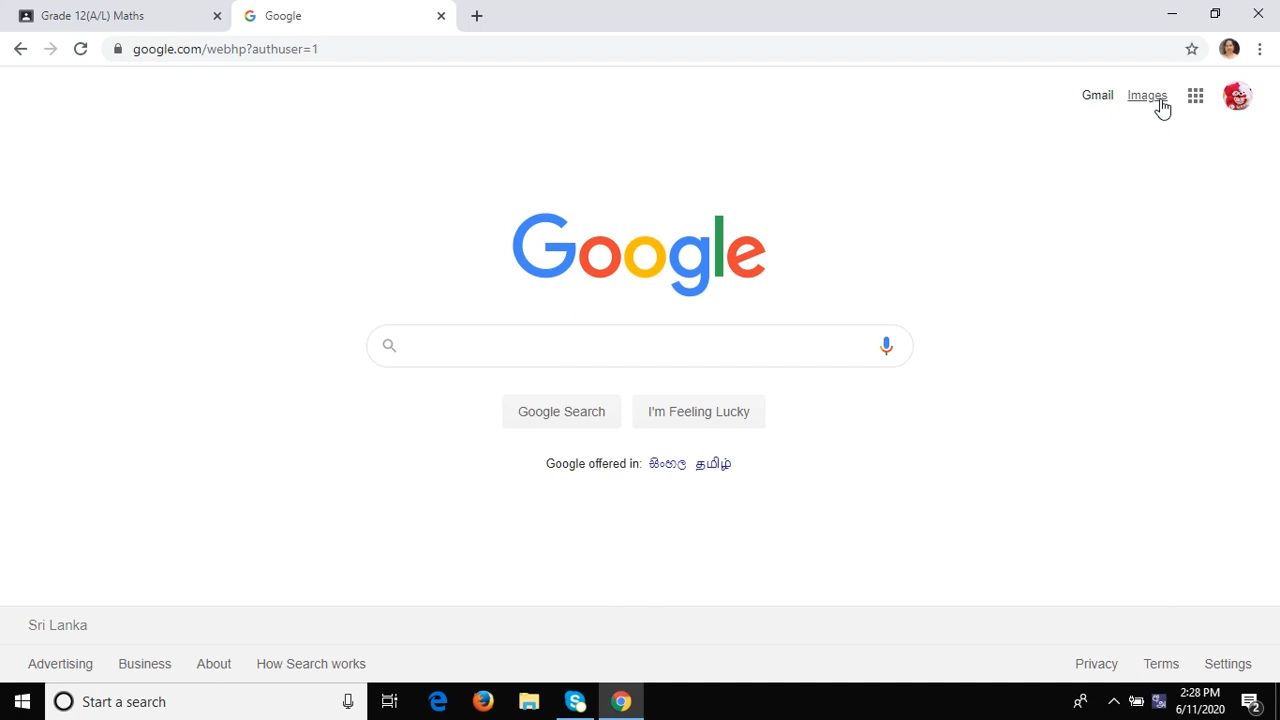 Grade 12(A/L) Maths
Google
google.com/webhp?authuser=1
Gmail Images
Google
Google Search I'm Feeling Lucky
Google offered in: සිංහල தமிழ்
Sri Lanka
Advertising Business About How Search works Privacy Terms Settings
Start a search
2:28 PM
6/11/2020
2